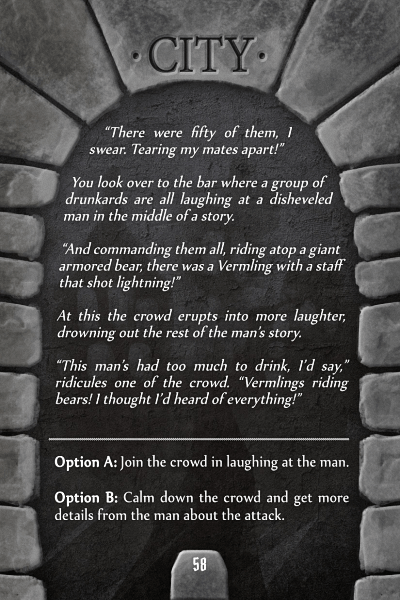 · CITY ·
“There were fifty of them, I
swear. Tearing my mates apart!”
You look over to the bar where a group of
drunkards are all laughing at a disheveled
man in the middle of a story.
“And commanding them all, riding atop a giant
armored bear, there was a Vermling with a staff
that shot lightning!”
At this the crowd erupts into more laughter,
drowning out the rest of the man’s story.
“This man’s had too much to drink, I’d say,”
ridicules one of the crowd. “Vermlings riding
bears! I thought I’d heard of everything!”
Option A: Join the crowd in laughing at the man.
Option B: Calm down the crowd and get more
details from the man about the attack.
58